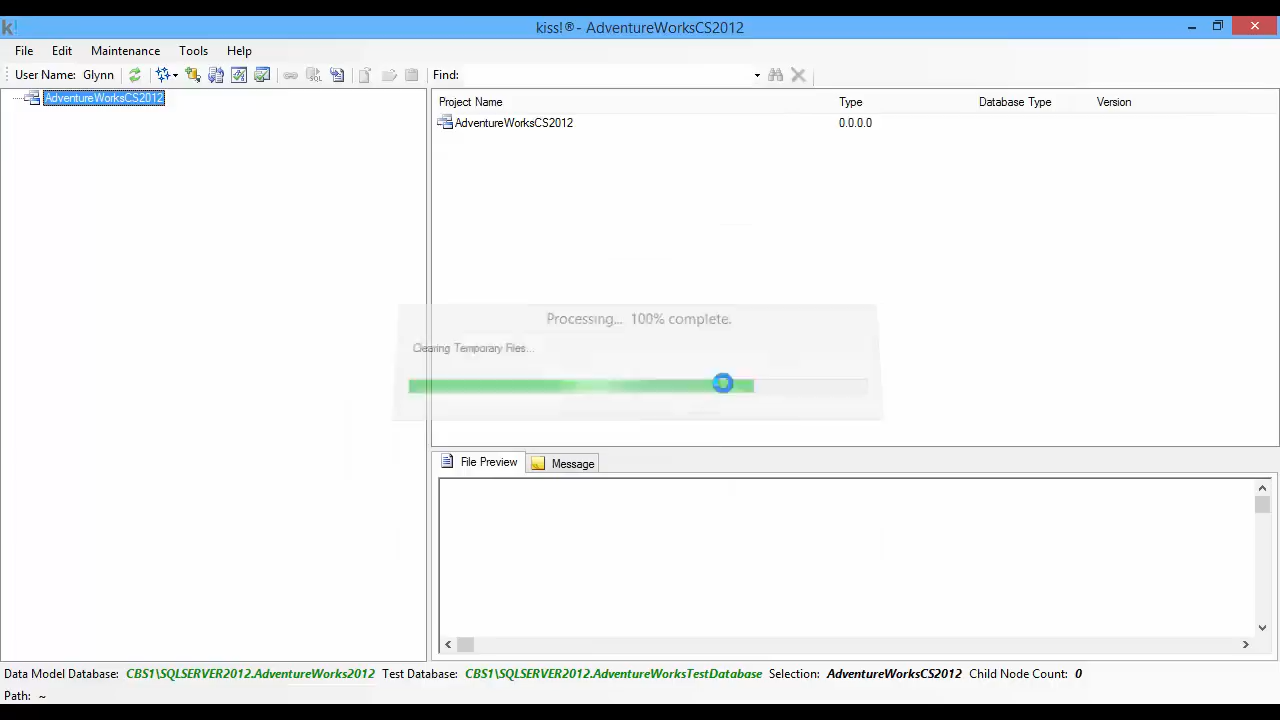 k!
kiss!® - AdventureWorksCS2012
File Edit Maintenance Tools Help
User Name: Glynn
Find:
AdventureWorksCS2012
Project Name Type Database Type Version
AdventureWorksCS2012 0.0.0.0
Processing... 100% complete.
Clearing Temporary Files...
File Preview Message
Data Model Database: CBS1\SQLSERVER2012.AdventureWorks2012 Test Database: CBS1\SQLSERVER2012.AdventureWorksTestDatabase Selection: AdventureWorksCS2012 Child Node Count: 0
Path: ~